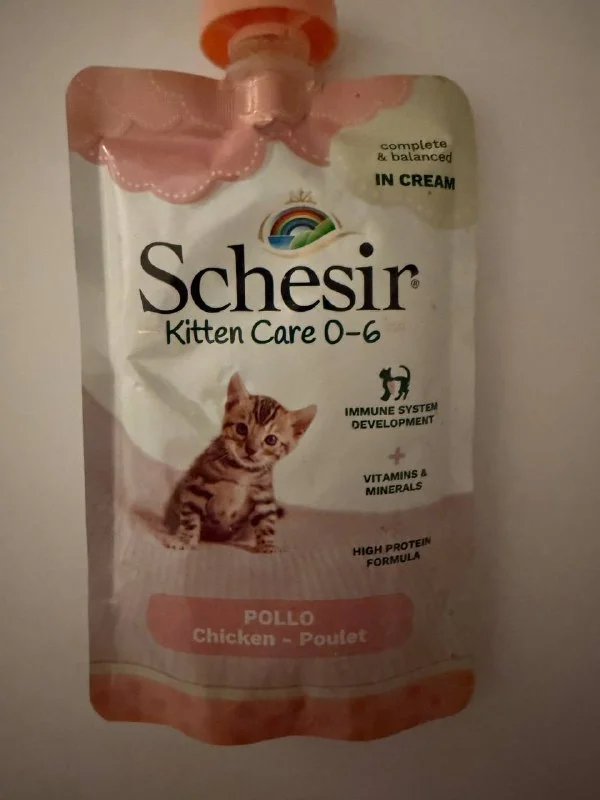 complete
& balanced
IN CREAM
Schesir®
Kitten Care 0-6
IMMUNE SYSTEM
DEVELOPMENT
+
VITAMINS &
MINERALS
HIGH PROTEIN
FORMULA
POLLO
Chicken - Poulet